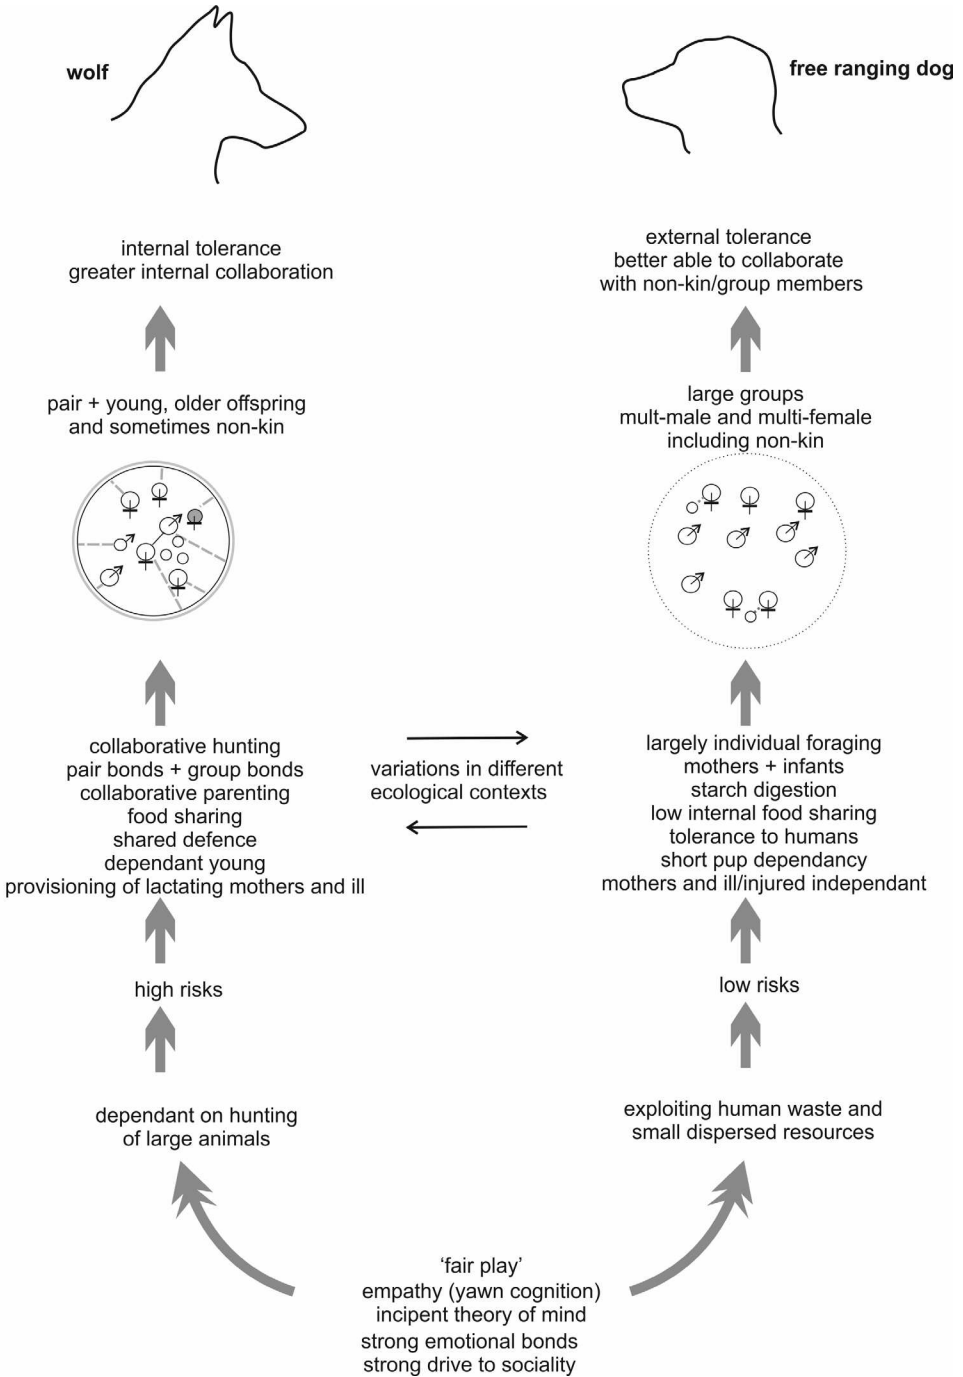 wolf
free ranging dog
internal tolerance
greater internal collaboration
external tolerance
better able to collaborate
with non-kin/group members
pair + young, older offspring
and sometimes non-kin
large groups
mult-male and multi-female
including non-kin
collaborative hunting
pair bonds + group bonds
collaborative parenting
food sharing
shared defence
dependant young
provisioning of lactating mothers and ill
variations in different
ecological contexts
largely individual foraging
mothers + infants
starch digestion
low internal food sharing
tolerance to humans
short pup dependancy
mothers and ill/injured independant
high risks
low risks
dependant on hunting
of large animals
exploiting human waste and
small dispersed resources
‘fair play’
empathy (yawn cognition)
incipent theory of mind
strong emotional bonds
strong drive to sociality